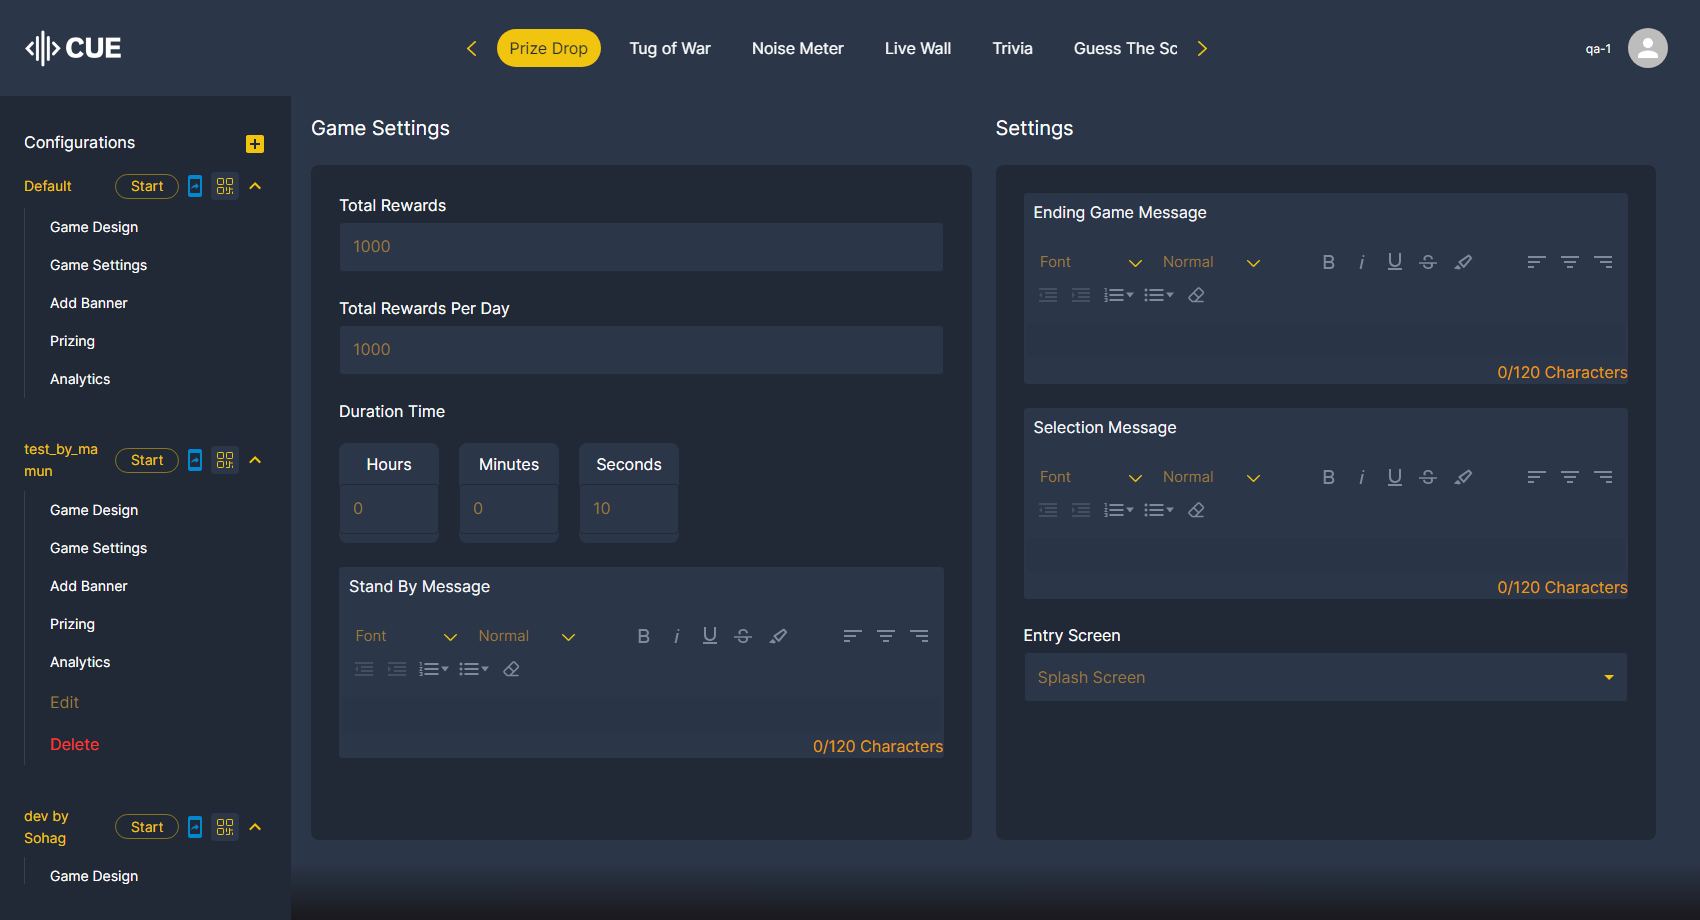 CUE
Prize Drop
Tug of War
Noise Meter
Live Wall
Trivia
Guess The Sc
qa-1
Configurations
Default
Start
Game Design
Game Settings
Add Banner
Prizing
Analytics
test_by_ma
mun
Start
Game Design
Game Settings
Add Banner
Prizing
Analytics
Edit
Delete
dev by
Sohag
Start
Game Design
Game Settings
Total Rewards
1000
Total Rewards Per Day
1000
Duration Time
Hours
Minutes
Seconds
0
0
10
Stand By Message
Font
Normal
0/120 Characters
Settings
Ending Game Message
Font
Normal
0/120 Characters
Selection Message
Font
Normal
0/120 Characters
Entry Screen
Splash Screen